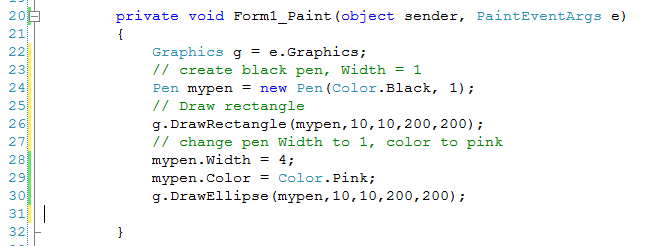 20 private void Form1_Paint(object sender, PaintEventArgs e)
21 {
22 Graphics g = e.Graphics;
23 // create black pen, Width = 1
24 Pen mypen = new Pen(Color.Black, 1);
25 // Draw rectangle
26 g.DrawRectangle(mypen,10,10,200,200);
27 // change pen Width to 1, color to pink
28 mypen.Width = 4;
29 mypen.Color = Color.Pink;
30 g.DrawEllipse(mypen,10,10,200,200);
31
32 }